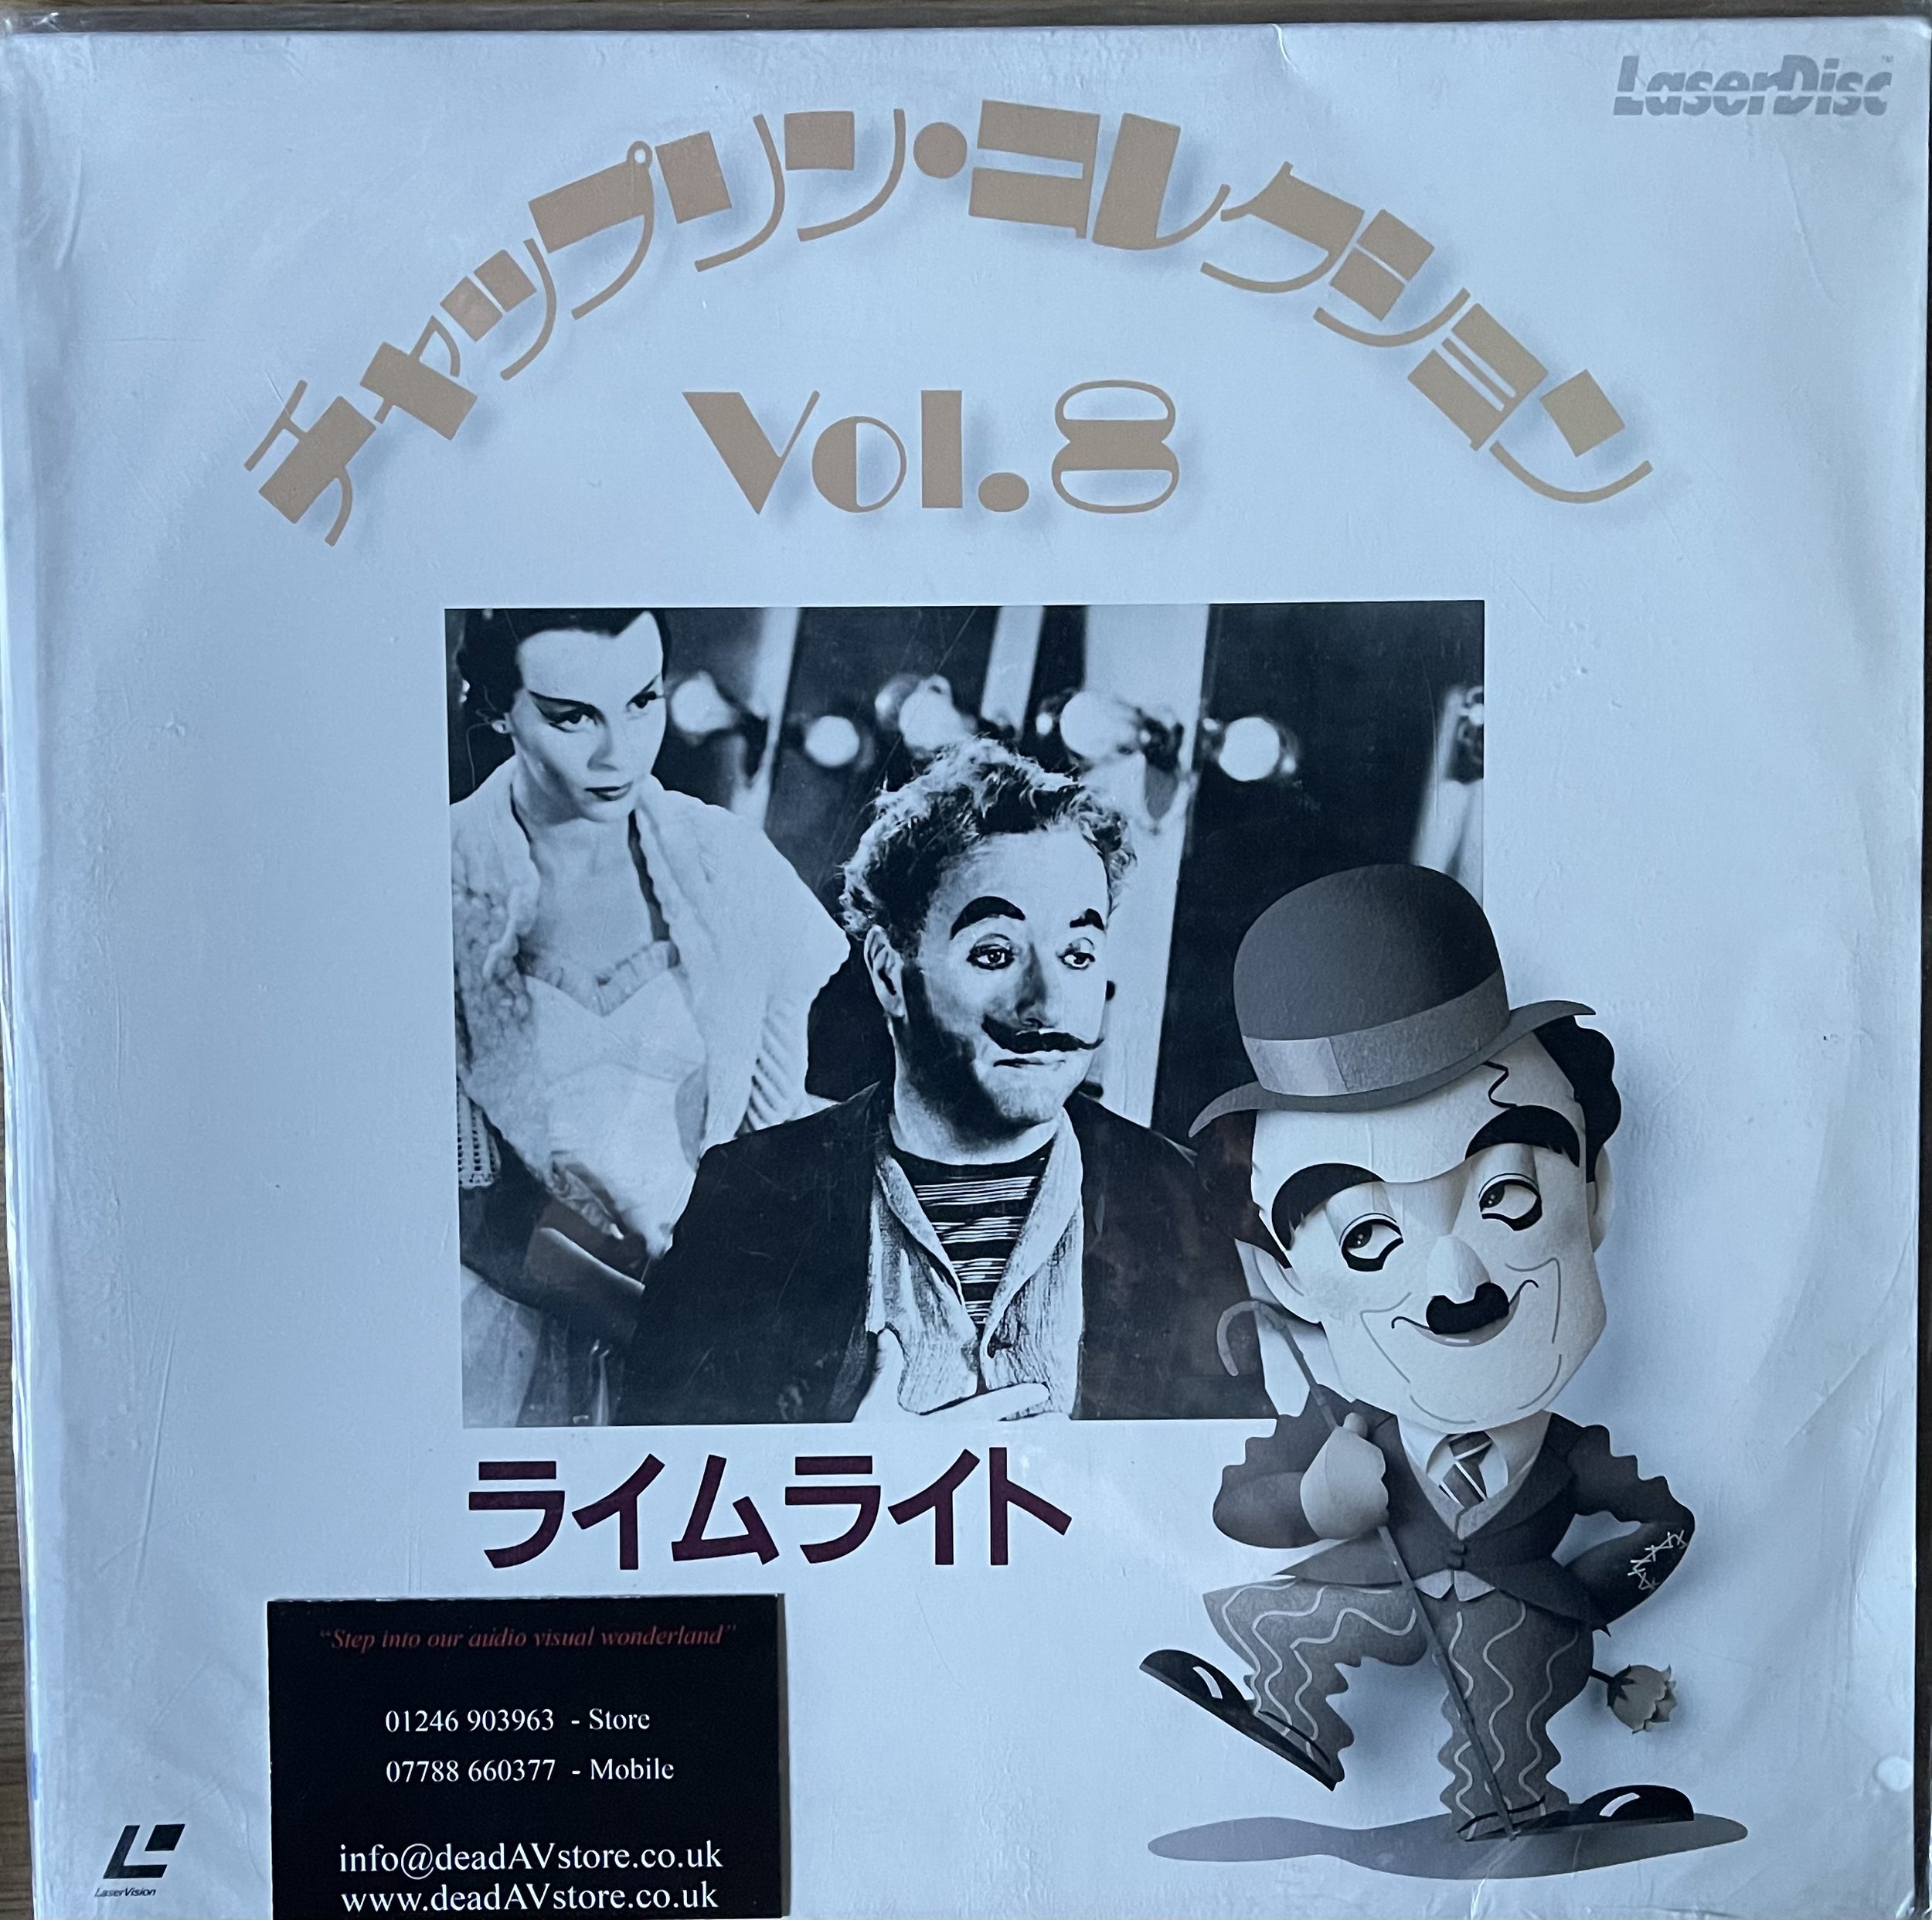 LaserDisc™
チャップリン・コレクション
Vol.8
ライムライト
“Step into our audio visual wonderland”
01246 903963 - Store
07788 660377 - Mobile
info@deadAVstore.co.uk
www.deadAVstore.co.uk
LaserVision